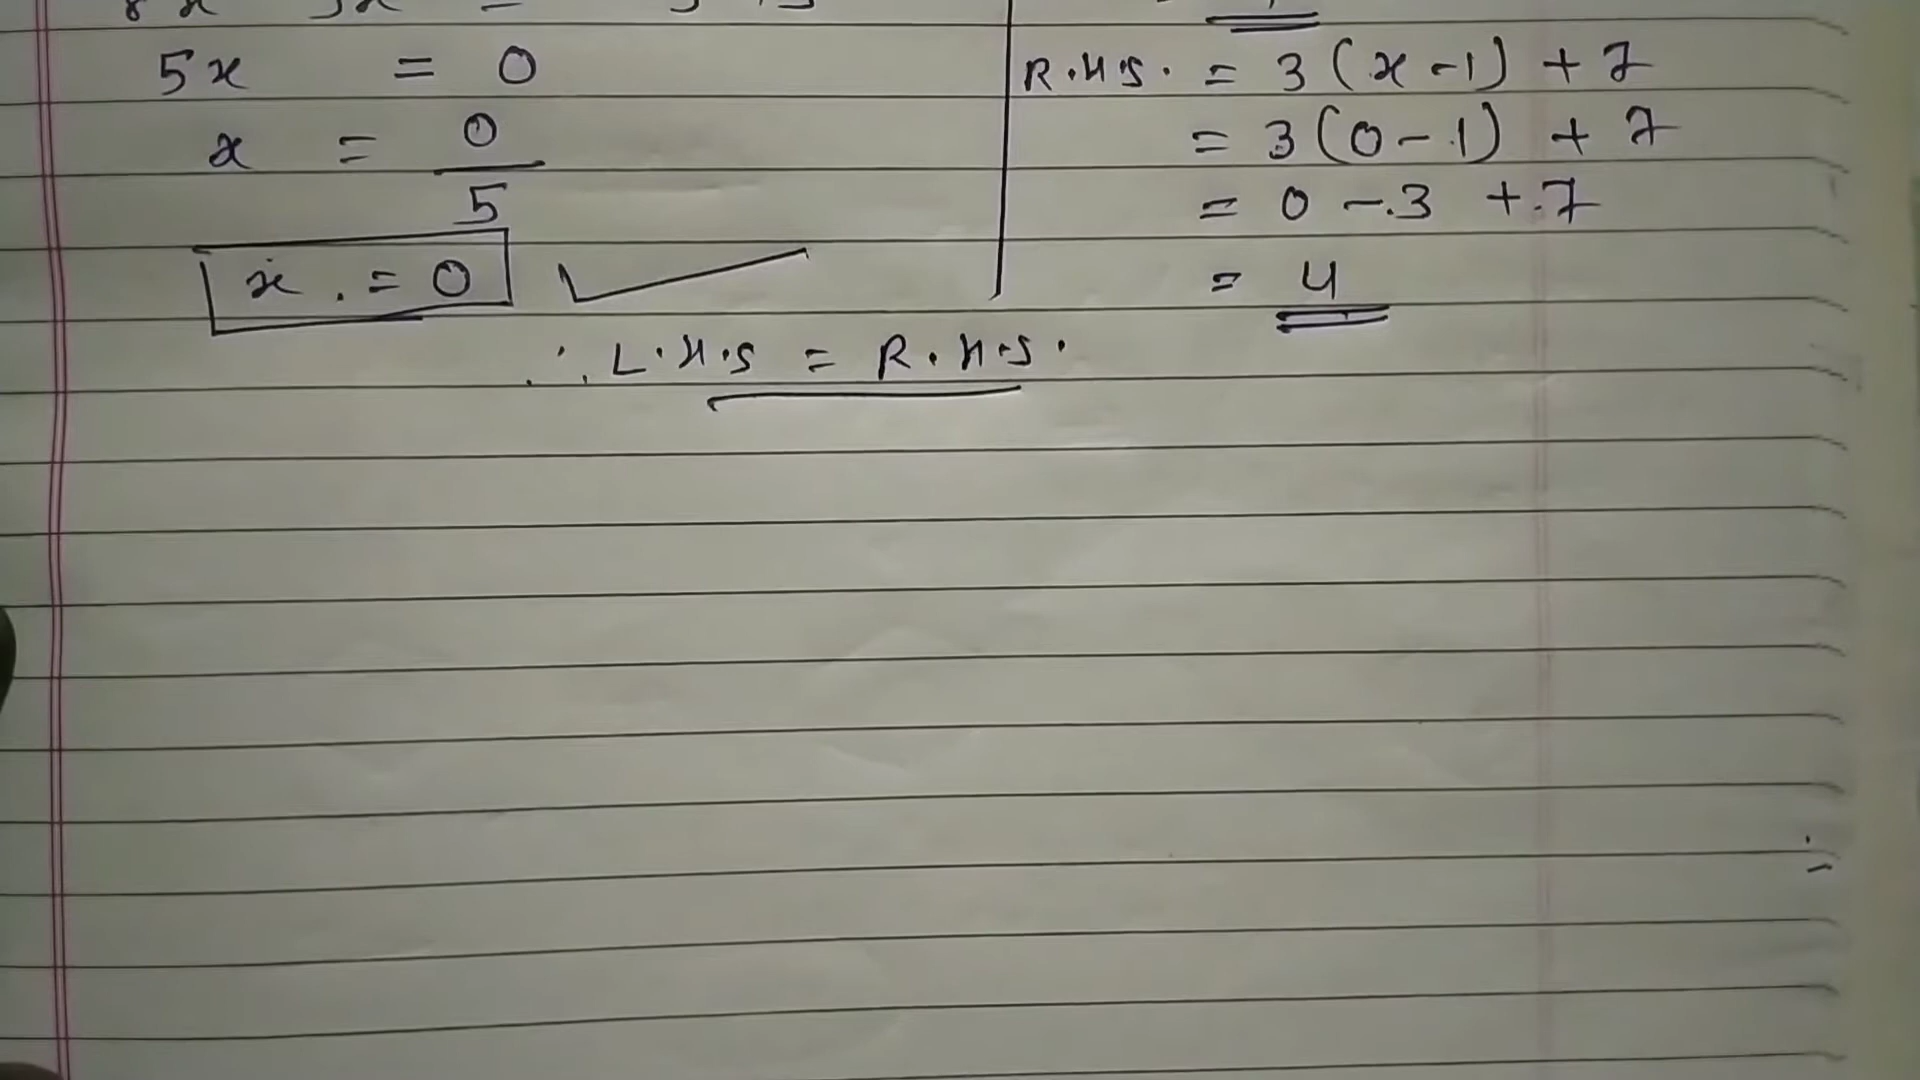 5x = 0
x = 0/5
x = 0
R.H.S. = 3(x-1) + 7
= 3(0-1) + 7
= 0 - 3 + 7
= 4
∴ L.H.S = R.H.S.